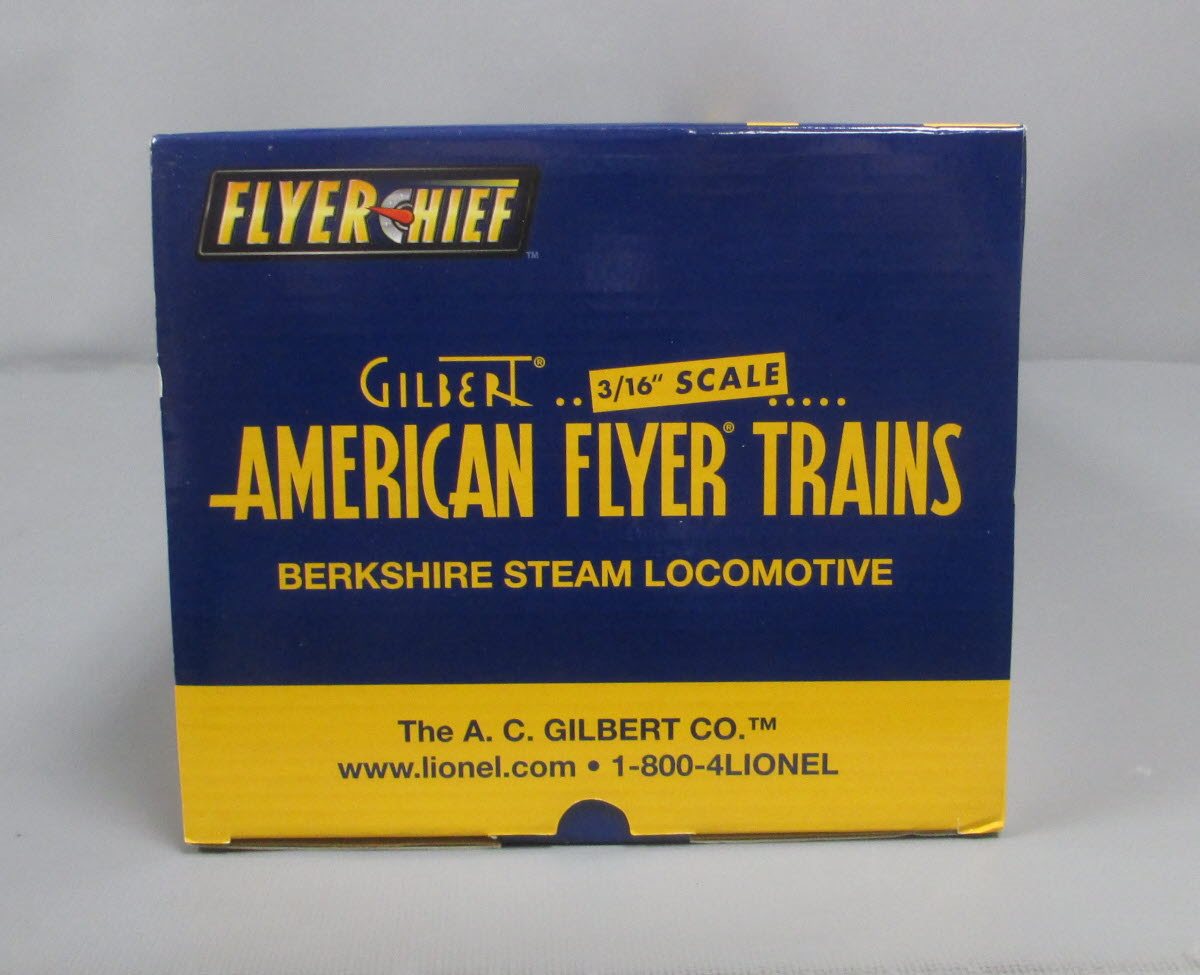 FLYERCHIEF™
GILBERT® .. 3/16" SCALE .....
AMERICAN FLYER® TRAINS
BERKSHIRE STEAM LOCOMOTIVE
The A. C. GILBERT CO.™
www.lionel.com • 1-800-4LIONEL